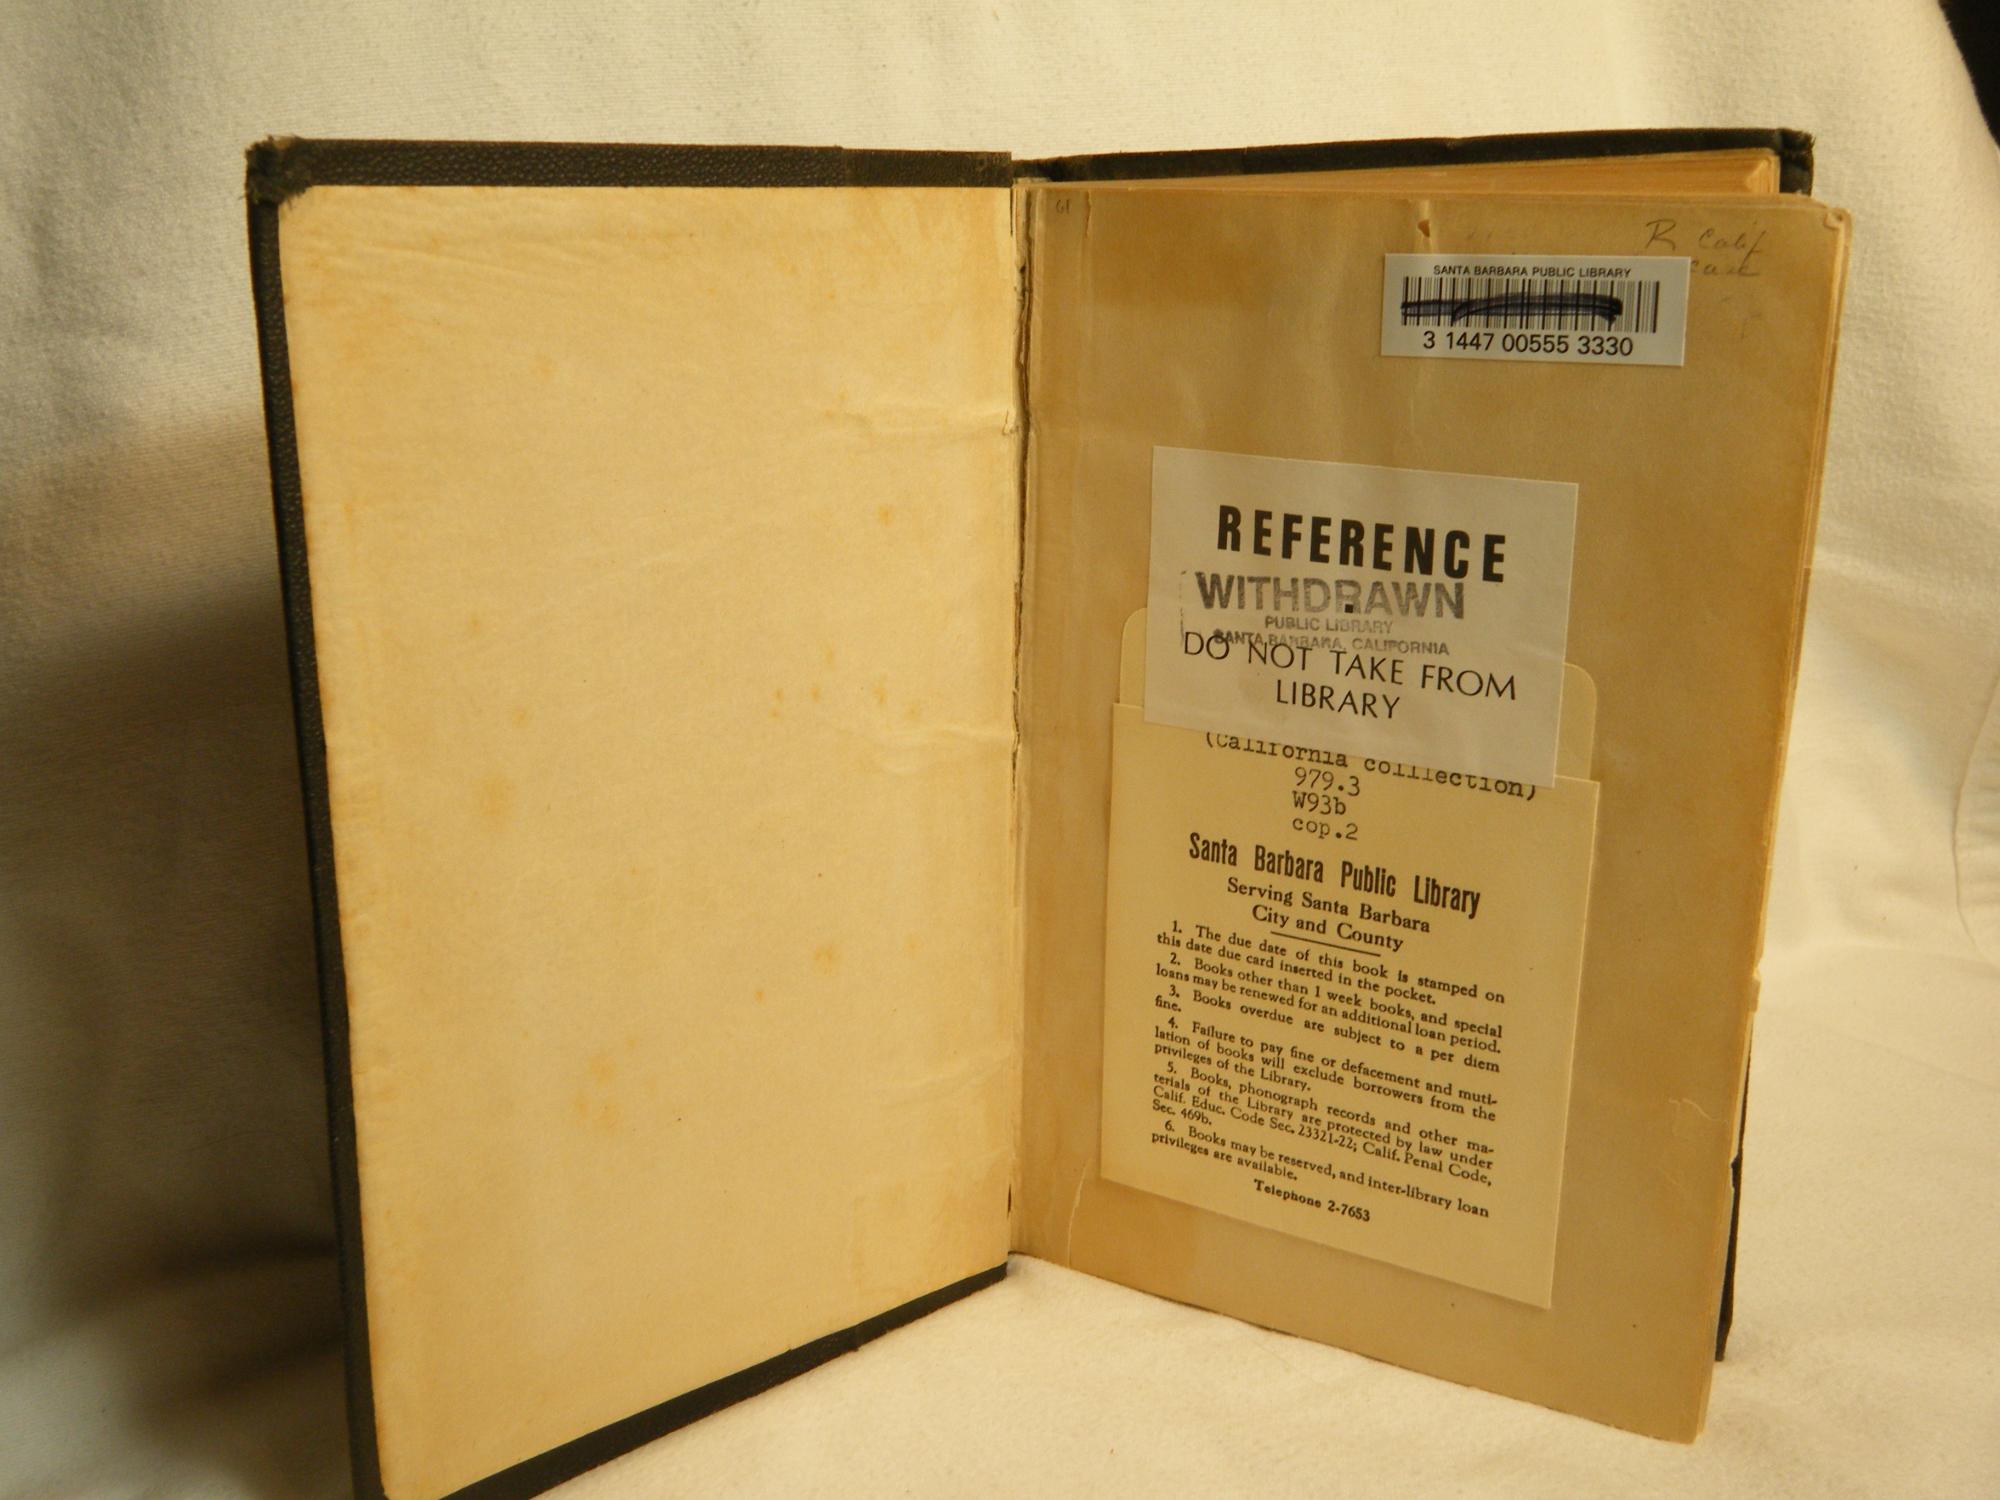 61
R Calif
case
SANTA BARBARA PUBLIC LIBRARY
3 1447 00555 3330
REFERENCE
WITHDRAWN
PUBLIC LIBRARY
SANTA BARBARA, CALIFORNIA
DO NOT TAKE FROM
LIBRARY
(California colllection)
979.3
W93b
cop.2
Santa Barbara Public Library
Serving Santa Barbara
City and County
1. The due date of this book is stamped on
this date due card inserted in the pocket.
2. Books other than 1 week books, and special
loans may be renewed for an additional loan period.
3. Books overdue are subject to a per diem
fine.
4. Failure to pay fine or defacement and muti-
lation of books will exclude borrowers from the
privileges of the Library.
5. Books, phonograph records and other ma-
terials of the Library are protected by law under
Calif. Educ. Code Sec. 23321-22; Calif. Penal Code,
Sec. 469b.
6. Books may be reserved, and inter-library loan
privileges are available.
Telephone 2-7653